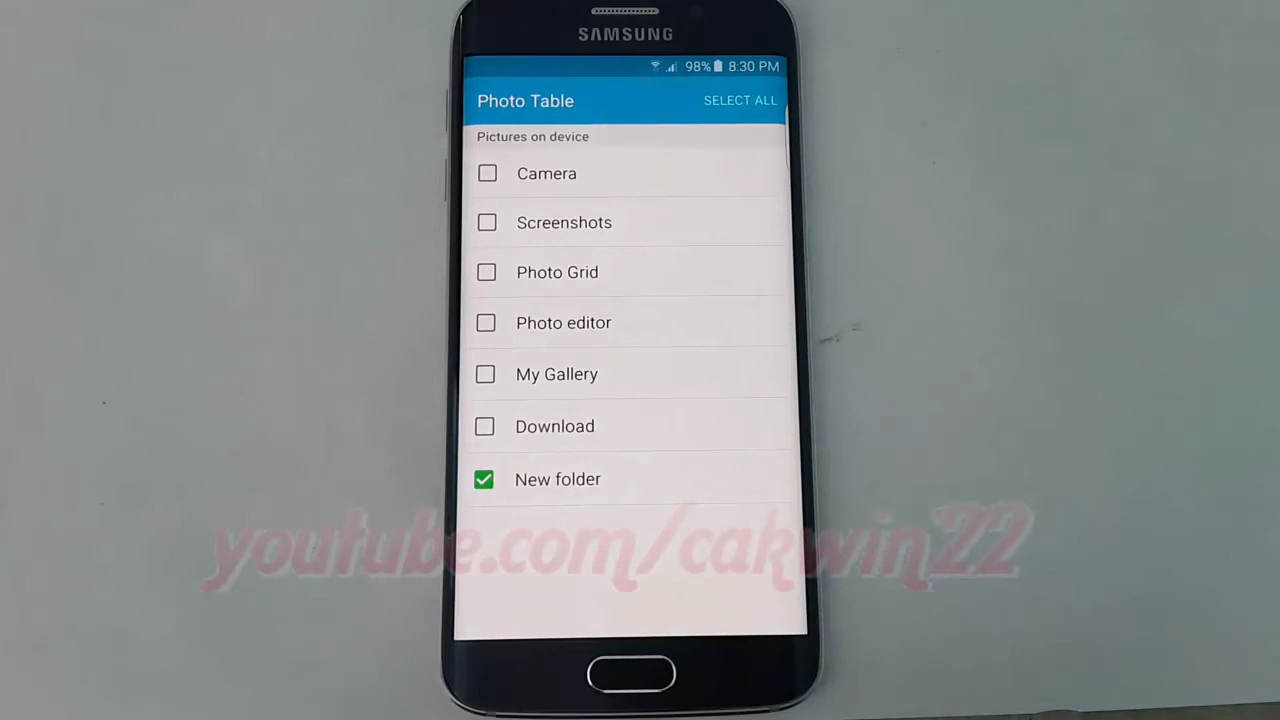 SAMSUNG
98% 8:30 PM
Photo Table SELECT ALL
Pictures on device
Camera
Screenshots
Photo Grid
Photo editor
My Gallery
Download
New folder
youtube.com/cakwin22